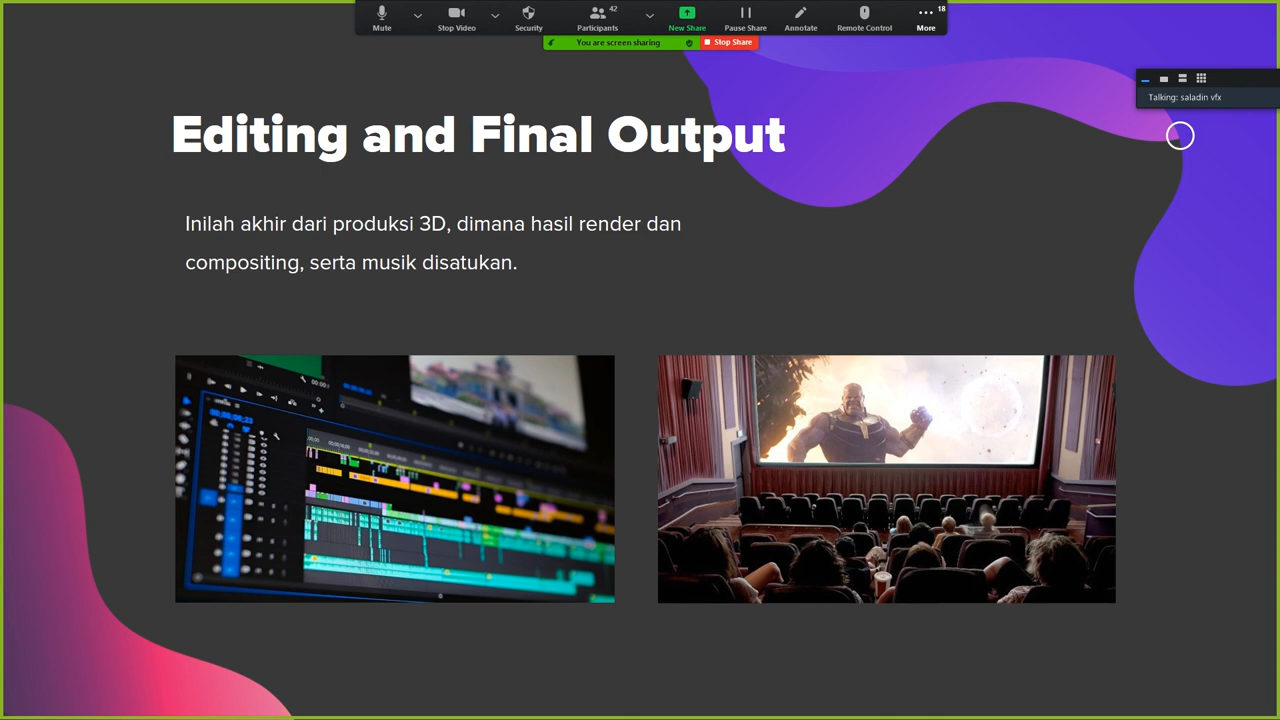 Mute
Stop Video
Security
Participants
42
New Share
Pause Share
Annotate
Remote Control
More
18
You are screen sharing
Stop Share
Talking: saladin vfx
Editing and Final Output
Inilah akhir dari produksi 3D, dimana hasil render dan
compositing, serta musik disatukan.